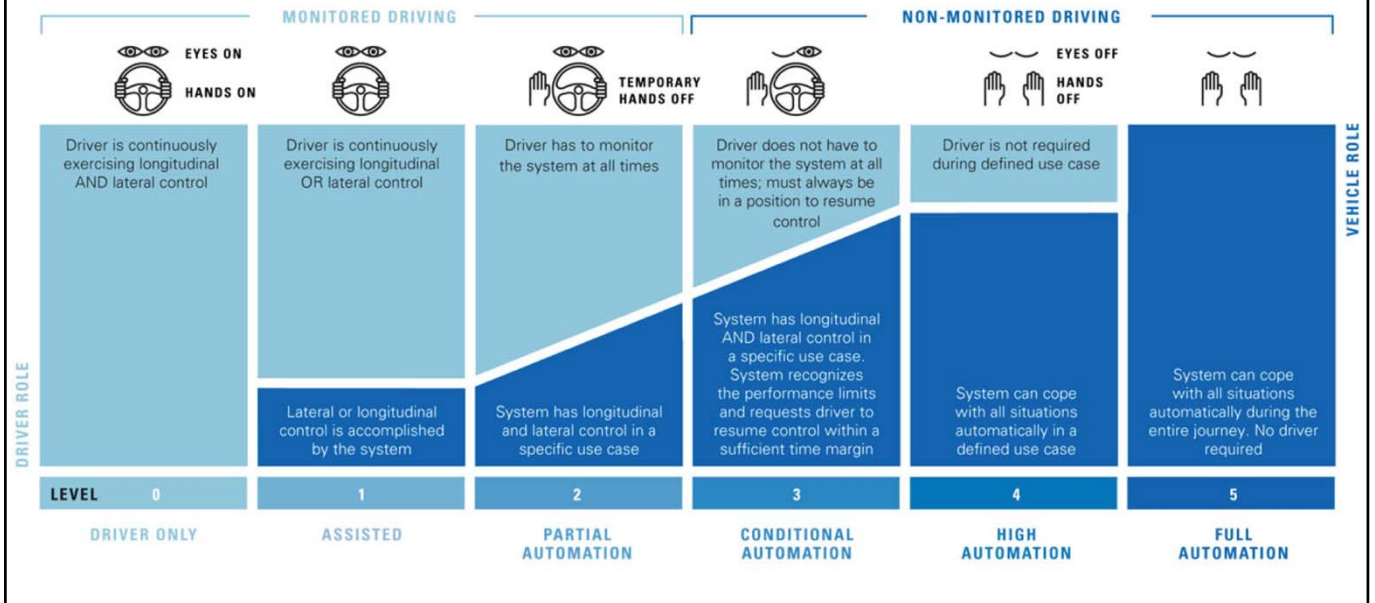 MONITORED DRIVING
NON-MONITORED DRIVING
EYES ON
HANDS ON
TEMPORARY
HANDS OFF
EYES OFF
HANDS
OFF
Driver is continuously
exercising longitudinal
AND lateral control
Driver is continuously
exercising longitudinal
OR lateral control
Driver has to monitor
the system at all times
Driver does not have to
monitor the system at all
times; must always be
in a position to resume
control
Driver is not required
during defined use case
VEHICLE ROLE
DRIVER ROLE
Lateral or longitudinal
control is accomplished
by the system
System has longitudinal
and lateral control in a
specific use case
System has longitudinal
AND lateral control in
a specific use case.
System recognizes
the performance limits
and requests driver to
resume control within a
sufficient time margin
System can cope
with all situations
automatically in a
defined use case
System can cope
with all situations
automatically during the
entire journey. No driver
required
LEVEL 0 1 2 3 4 5
DRIVER ONLY
ASSISTED
PARTIAL
AUTOMATION
CONDITIONAL
AUTOMATION
HIGH
AUTOMATION
FULL
AUTOMATION